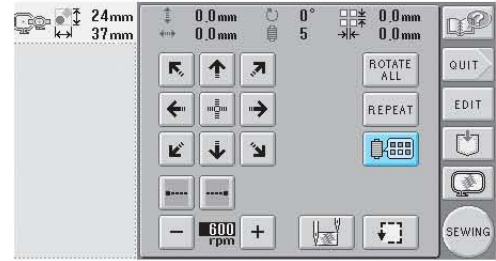 24mm
37mm
0.0mm
0.0mm
0°
5
0.0mm
0.0mm
ROTATE
ALL
REPEAT
600
rpm
QUIT
EDIT
SEWING